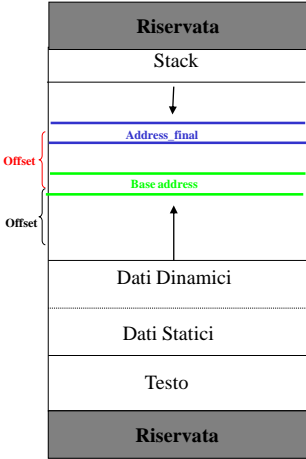 Riservata
Stack
Address_final
Offset
Base address
Offset
Dati Dinamici
Dati Statici
Testo
Riservata